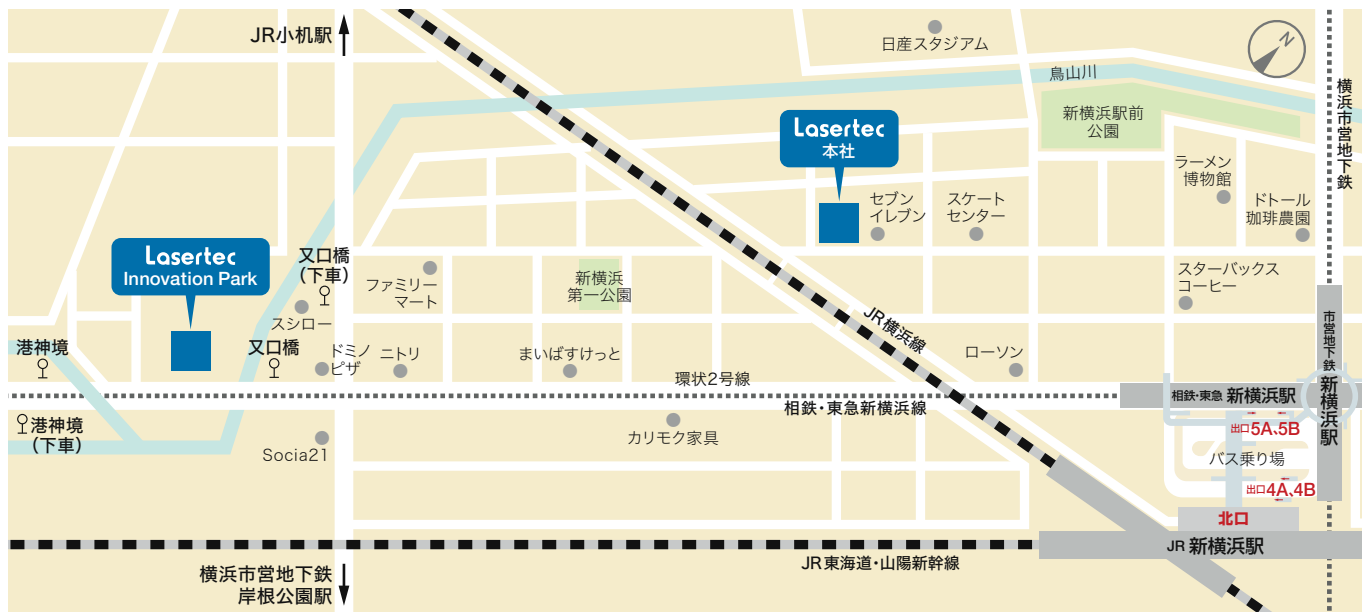 JR小机駅
日産スタジアム
N
鳥山川
横浜市営地下鉄
新横浜駅前
公園
Lasertec
本社
ラーメン
博物館
セブン
イレブン
スケート
センター
ドトール
珈琲農園
Lasertec
Innovation Park
又口橋
（下車）
ファミリー
マート
新横浜
第一公園
スターバックス
コーヒー
スシロー
JR横浜線
市営地下鉄
新横浜駅
港神境
又口橋
ドミノ
ピザ
ニトリ
まいばすけっと
ローソン
環状2号線
相鉄・東急 新横浜駅
相鉄・東急新横浜線
港神境
（下車）
カリモク家具
出口5A、5B
Socia21
バス乗り場
出口4A、4B
北口
JR 新横浜駅
JR東海道・山陽新幹線
横浜市営地下鉄
岸根公園駅